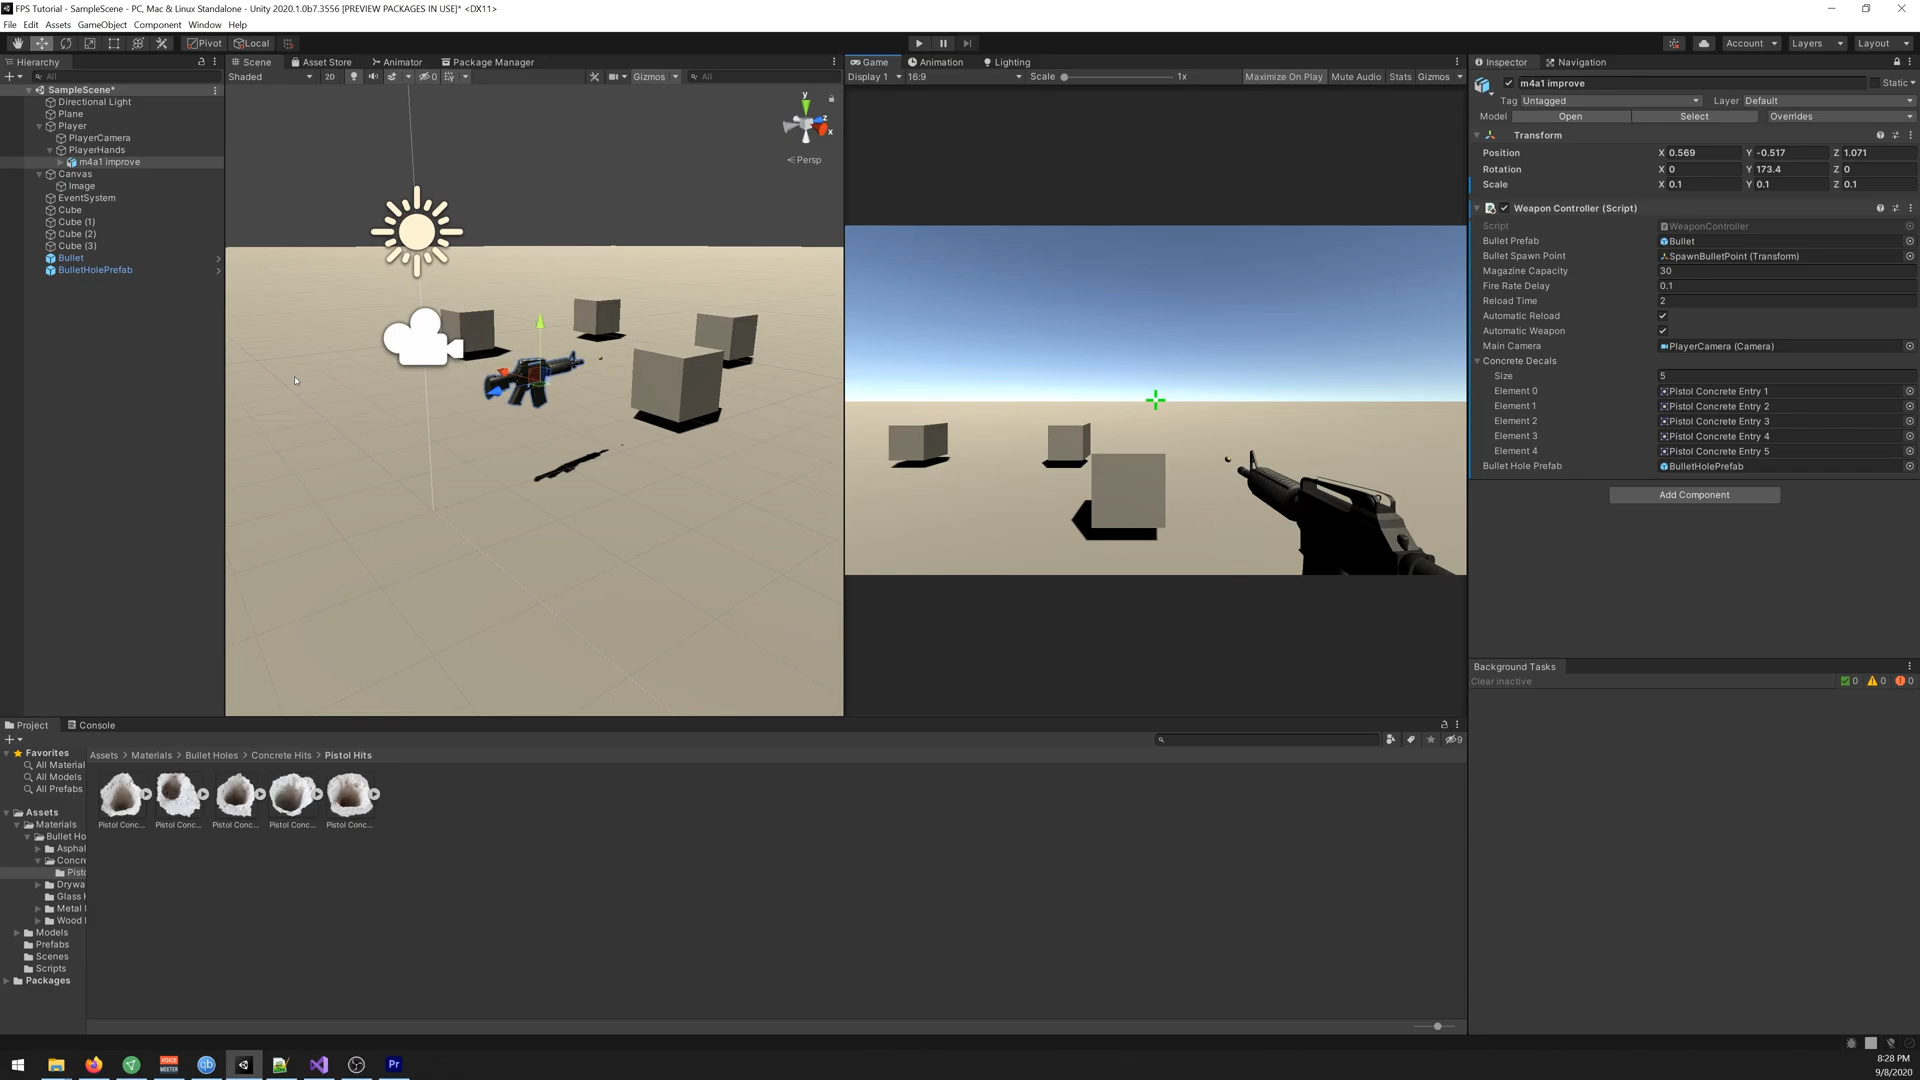 FPS Tutorial - SampleScene - PC, Mac & Linux Standalone - Unity 2020.1.0b7.3556 [PREVIEW PACKAGES IN USE]* <DX11>
File Edit Assets GameObject Component Window Help
Pivot Local Account Layers Layout
Hierarchy
All
SampleScene*
Directional Light
Plane
Player
PlayerCamera
PlayerHands
m4a1 improve
Canvas
Image
EventSystem
Cube
Cube (1)
Cube (2)
Cube (3)
Bullet
BulletHolePrefab
Scene Asset Store Animator Package Manager
Shaded 2D 0 Gizmos All
y
z
x
Persp
Game Animation Lighting
Display 1 16:9 Scale 1x Maximize On Play Mute Audio Stats Gizmos
Inspector Navigation
m4a1 improve Static
Tag Untagged Layer Default
Model Open Select Overrides
Transform
Position X 0.569 Y -0.517 Z 1.071
Rotation X 0 Y 173.4 Z 0
Scale X 0.1 Y 0.1 Z 0.1
Weapon Controller (Script)
Script WeaponController
Bullet Prefab Bullet
Bullet Spawn Point SpawnBulletPoint (Transform)
Magazine Capacity 30
Fire Rate Delay 0.1
Reload Time 2
Automatic Reload
Automatic Weapon
Main Camera PlayerCamera (Camera)
Concrete Decals
Size 5
Element 0 Pistol Concrete Entry 1
Element 1 Pistol Concrete Entry 2
Element 2 Pistol Concrete Entry 3
Element 3 Pistol Concrete Entry 4
Element 4 Pistol Concrete Entry 5
Bullet Hole Prefab BulletHolePrefab
Add Component
Background Tasks
Clear inactive 0 0 0
Project Console
9
Favorites
All Material
All Models
All Prefabs
Assets
Materials
Bullet Ho
Asphal
Concre
Pisto
Drywa
Glass H
Metal
Wood
Models
Prefabs
Scenes
Scripts
Packages
Assets > Materials > Bullet Holes > Concrete Hits > Pistol Hits
Pistol Conc... Pistol Conc... Pistol Conc... Pistol Conc... Pistol Conc...
VOICE
MEETER
qb
Pr
8:28 PM
9/8/2020